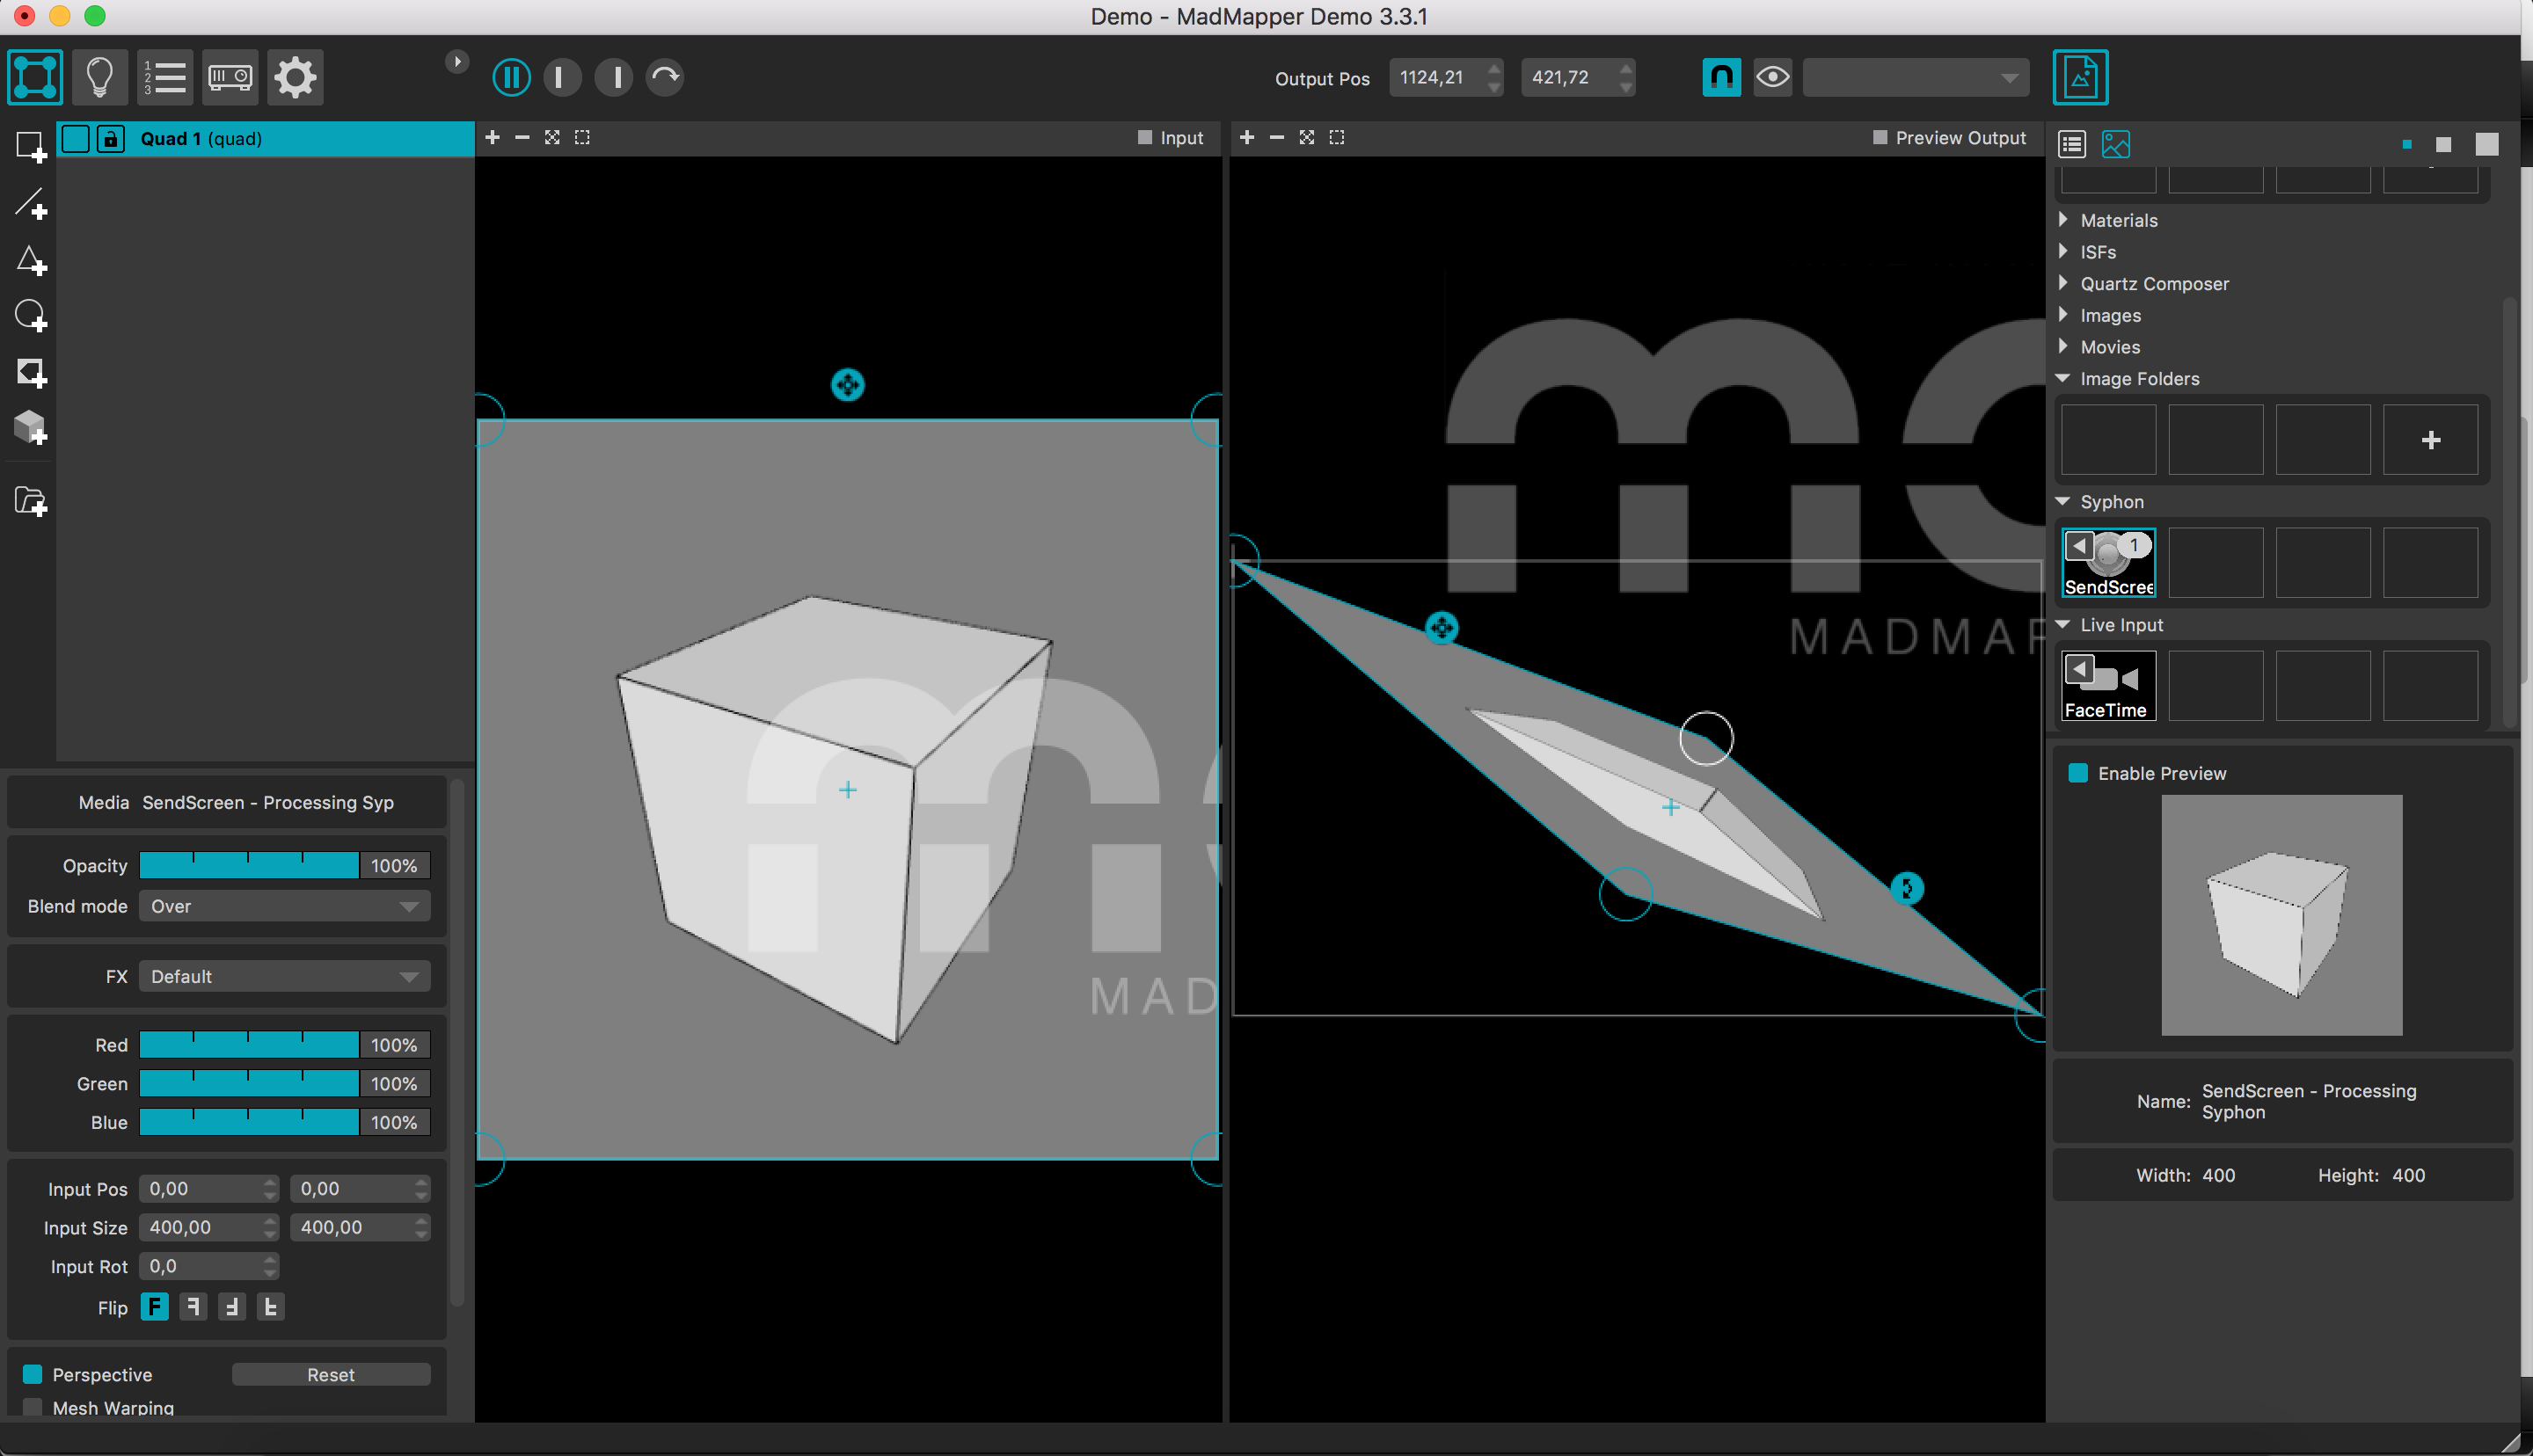 Demo - MadMapper Demo 3.3.1
1
2
3
Output Pos 1124,21 421,72
Quad 1 (quad)
Input
Preview Output
Materials
ISFs
Quartz Composer
Images
Movies
Image Folders
Syphon
1
SendScree
Live Input
FaceTime
MADMAP
MAD
Media SendScreen - Processing Syp
Opacity 100%
Blend mode Over
FX Default
Red 100%
Green 100%
Blue 100%
Input Pos 0,00 0,00
Input Size 400,00 400,00
Input Rot 0,0
Flip F F F F
Perspective Reset
Mesh Warping
Enable Preview
Name: SendScreen - Processing
Syphon
Width: 400 Height: 400